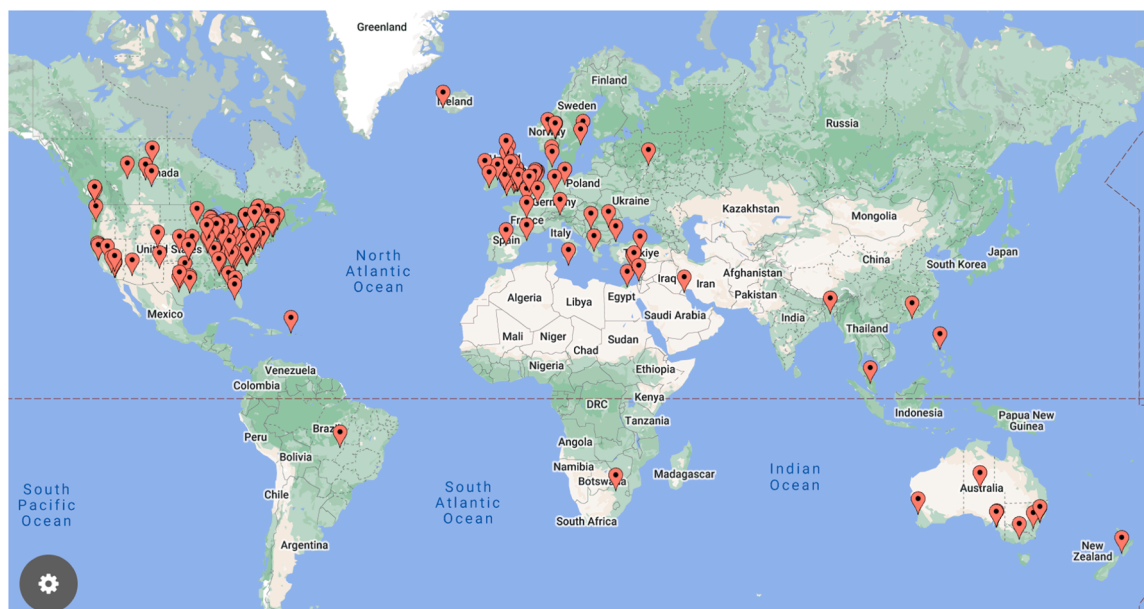 Greenland
Iceland
Finland
Sweden
Norway
Russia
Canada
Poland
Germany
Ukraine
Kazakhstan
Mongolia
France
Spain
Italy
United States
Türkiye
North
Atlantic
Ocean
China
Japan
South Korea
Iraq
Iran
Afghanistan
Pakistan
Algeria
Libya
Egypt
Saudi Arabia
India
Mexico
Thailand
Mali
Niger
Chad
Sudan
Nigeria
Ethiopia
Venezuela
Colombia
Kenya
DRC
Tanzania
Indonesia
Papua New
Guinea
Brazil
Peru
Bolivia
Angola
Namibia
Botswana
Madagascar
Indian
Ocean
Australia
South
Pacific
Ocean
South
Atlantic
Ocean
Chile
South Africa
Argentina
New
Zealand